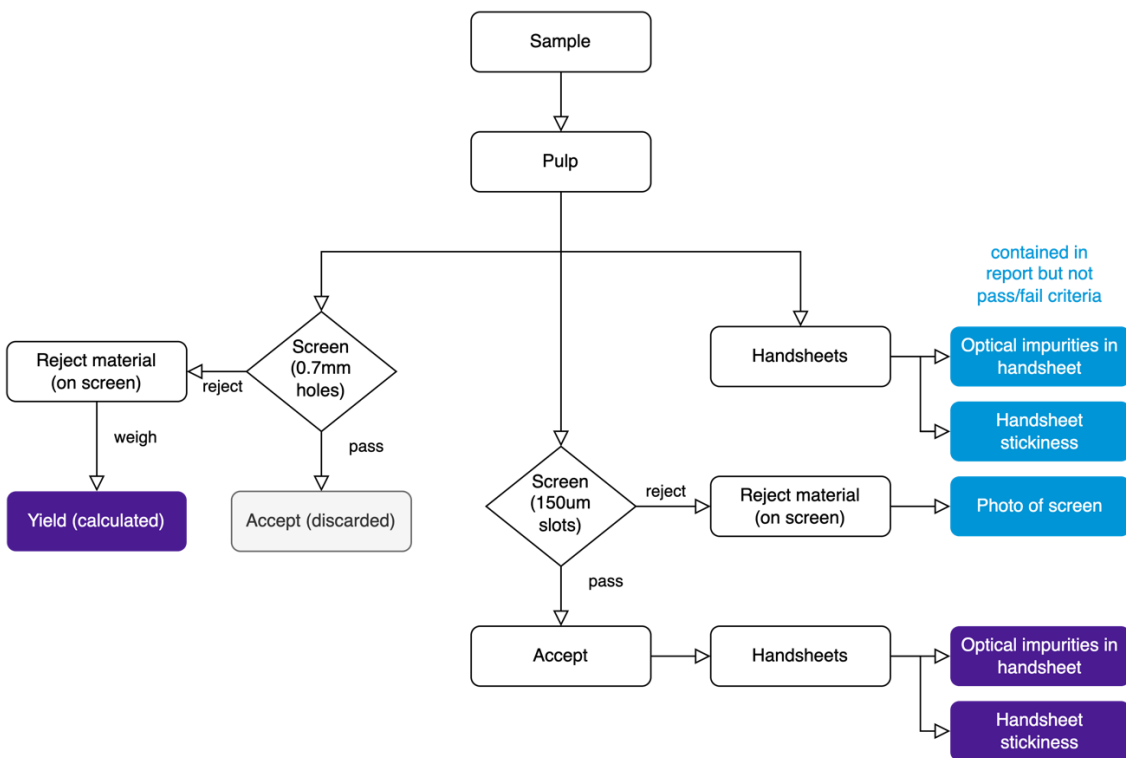 Sample
Pulp
contained in
report but not
pass/fail criteria
Screen
(0.7mm
holes)
Reject material
(on screen)
reject
Handsheets
Optical impurities in
handsheet
Handsheet
stickiness
weigh
pass
Yield (calculated)
Accept (discarded)
Screen
(150um
slots)
reject
Reject material
(on screen)
Photo of screen
pass
Accept
Handsheets
Optical impurities in
handsheet
Handsheet
stickiness